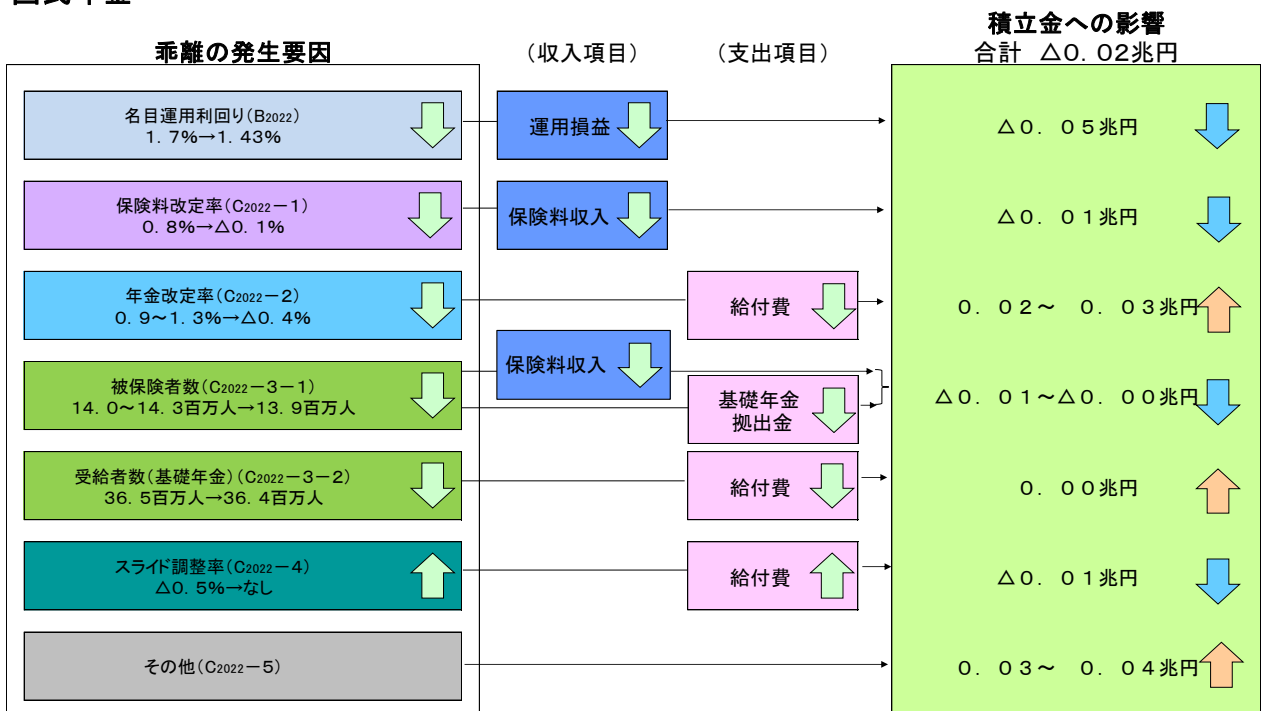 乖離の発生要因
(収入項目)
(支出項目)
積立金への影響
合計 △0.02兆円
名目運用利回り(B2022)
1.7%→1.43%
運用損益
△0.05兆円
保険料改定率(C2022-1)
0.8%→△0.1%
保険料収入
△0.01兆円
年金改定率(C2022-2)
0.9~1.3%→△0.4%
給付費
0.02~ 0.03兆円
被保険者数(C2022-3-1)
14.0~14.3百万人→13.9百万人
保険料収入
基礎年金
拠出金
△0.01~△0.00兆円
受給者数(基礎年金)(C2022-3-2)
36.5百万人→36.4百万人
給付費
0.00兆円
スライド調整率(C2022-4)
△0.5%→なし
給付費
△0.01兆円
その他(C2022-5)
0.03~ 0.04兆円